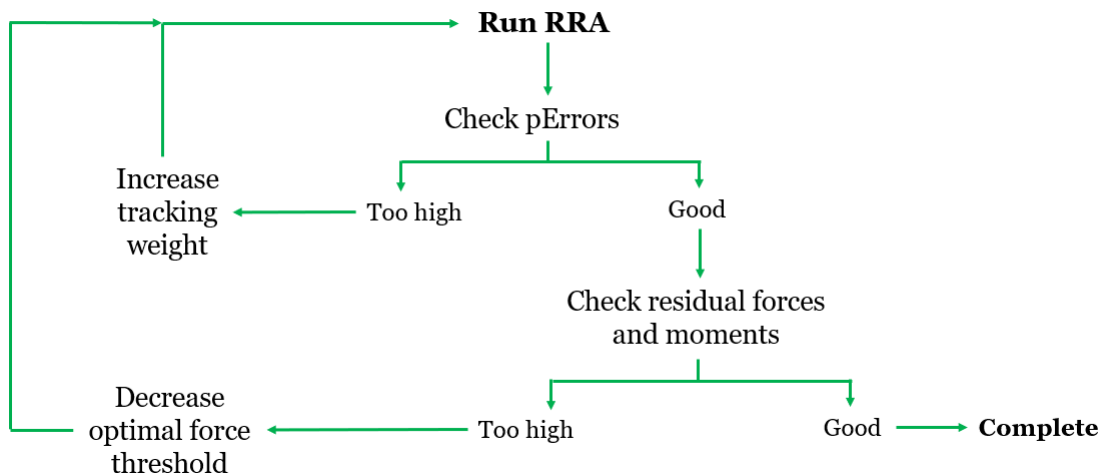 Run RRA
Check pErrors
Increase
tracking
weight
Too high
Good
Check residual forces
and moments
Decrease
optimal force
threshold
Too high
Good
Complete